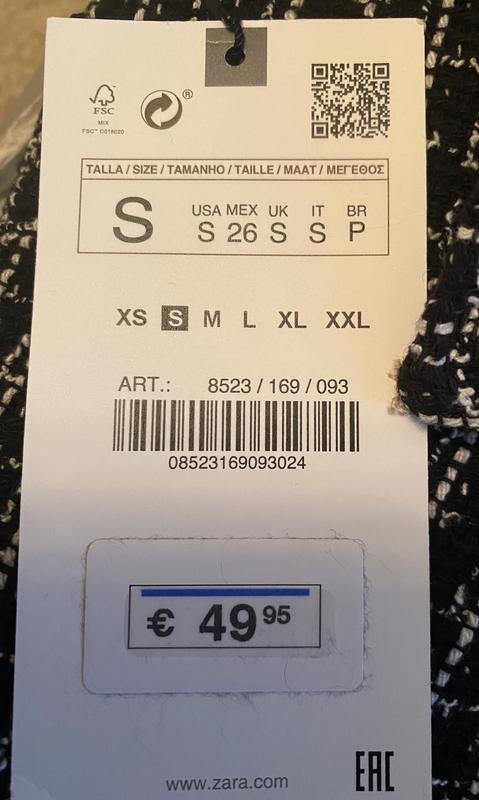 FSC
MIX
FSC™ C018020
®
TALLA / SIZE / TAMANHO / TAILLE / MAAT / ΜΕΓΕΘΟΣ
USA MEX UK IT BR
S S 26 S S P
XS S M L XL XXL
ART.: 8523 / 169 / 093
08523169093024
€ 49 95
www.zara.com
EAC